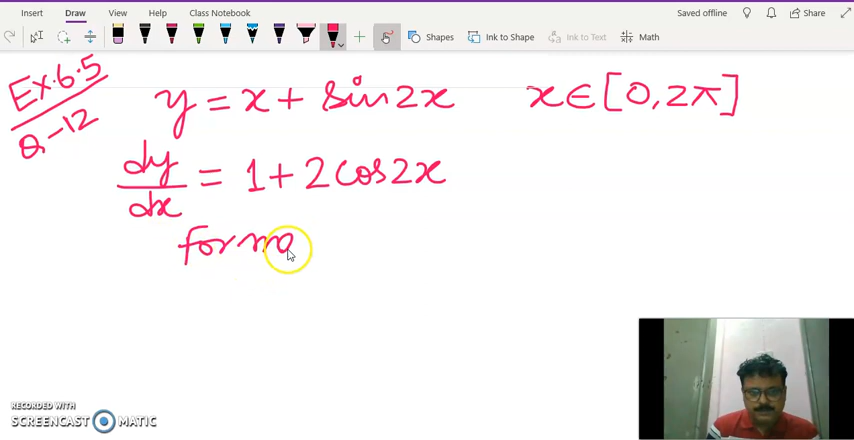 Insert Draw View Help Class Notebook Saved offline Share
Shapes Ink to Shape Ink to Text Math
Ex.6.5
Q-12
y = x + sin2x x ∈ [0, 2π]
dy/dx = 1 + 2cos2x
for ma
RECORDED WITH
SCREENCAST MATIC